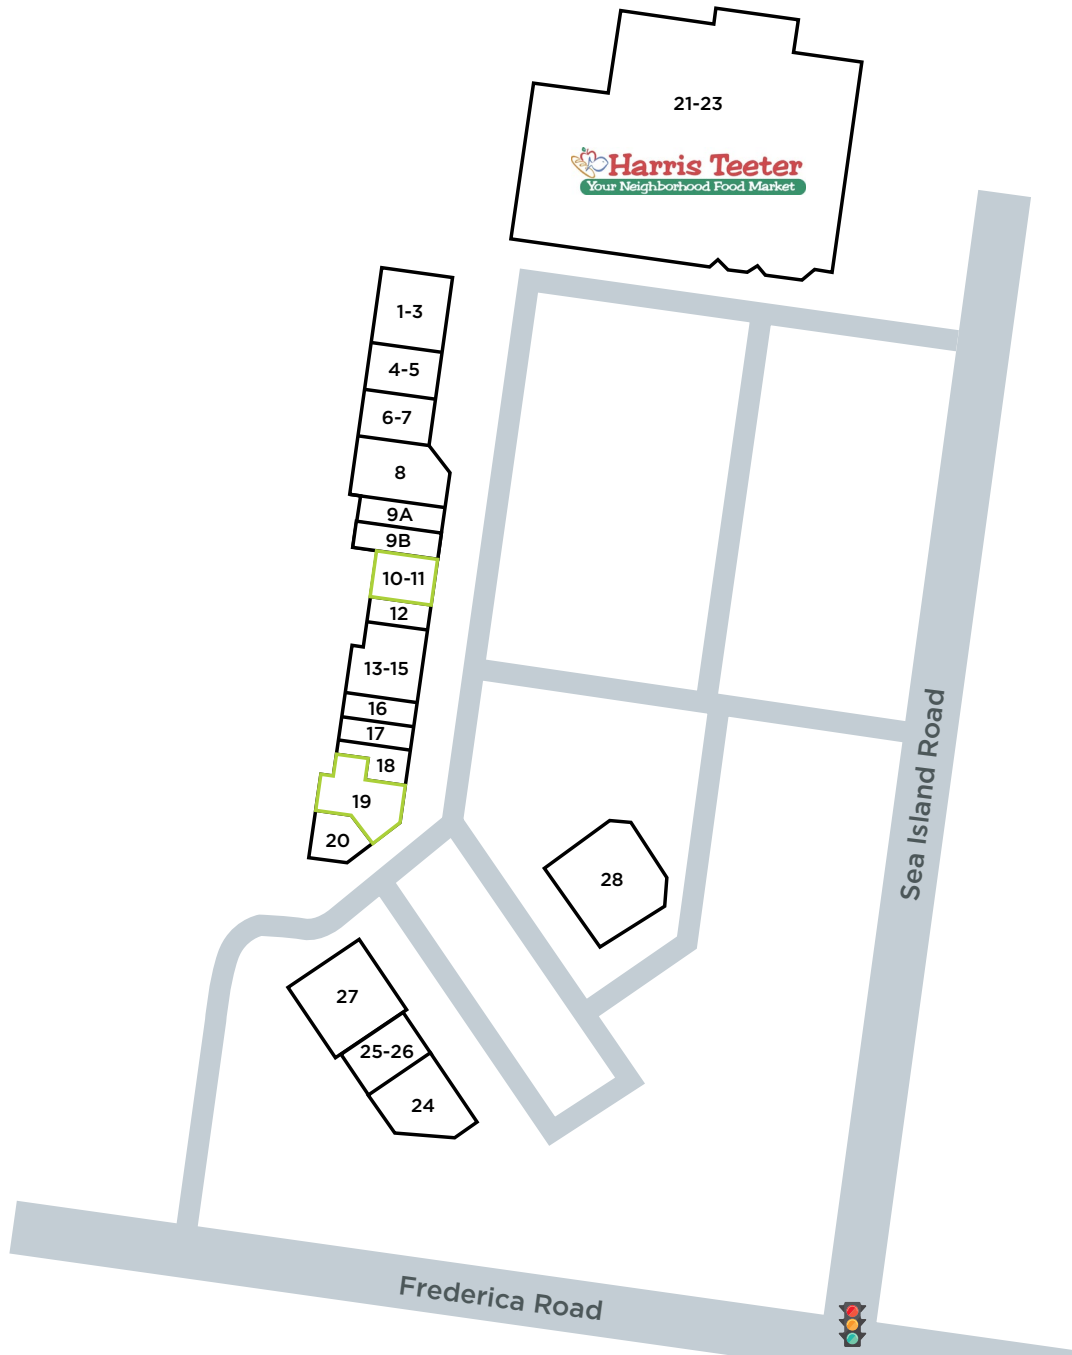 21-23
Harris Teeter
Your Neighborhood Food Market
1-3
4-5
6-7
8
9A
9B
10-11
12
13-15
16
17
18
19
20
28
27
25-26
24
Sea Island Road
Frederica Road